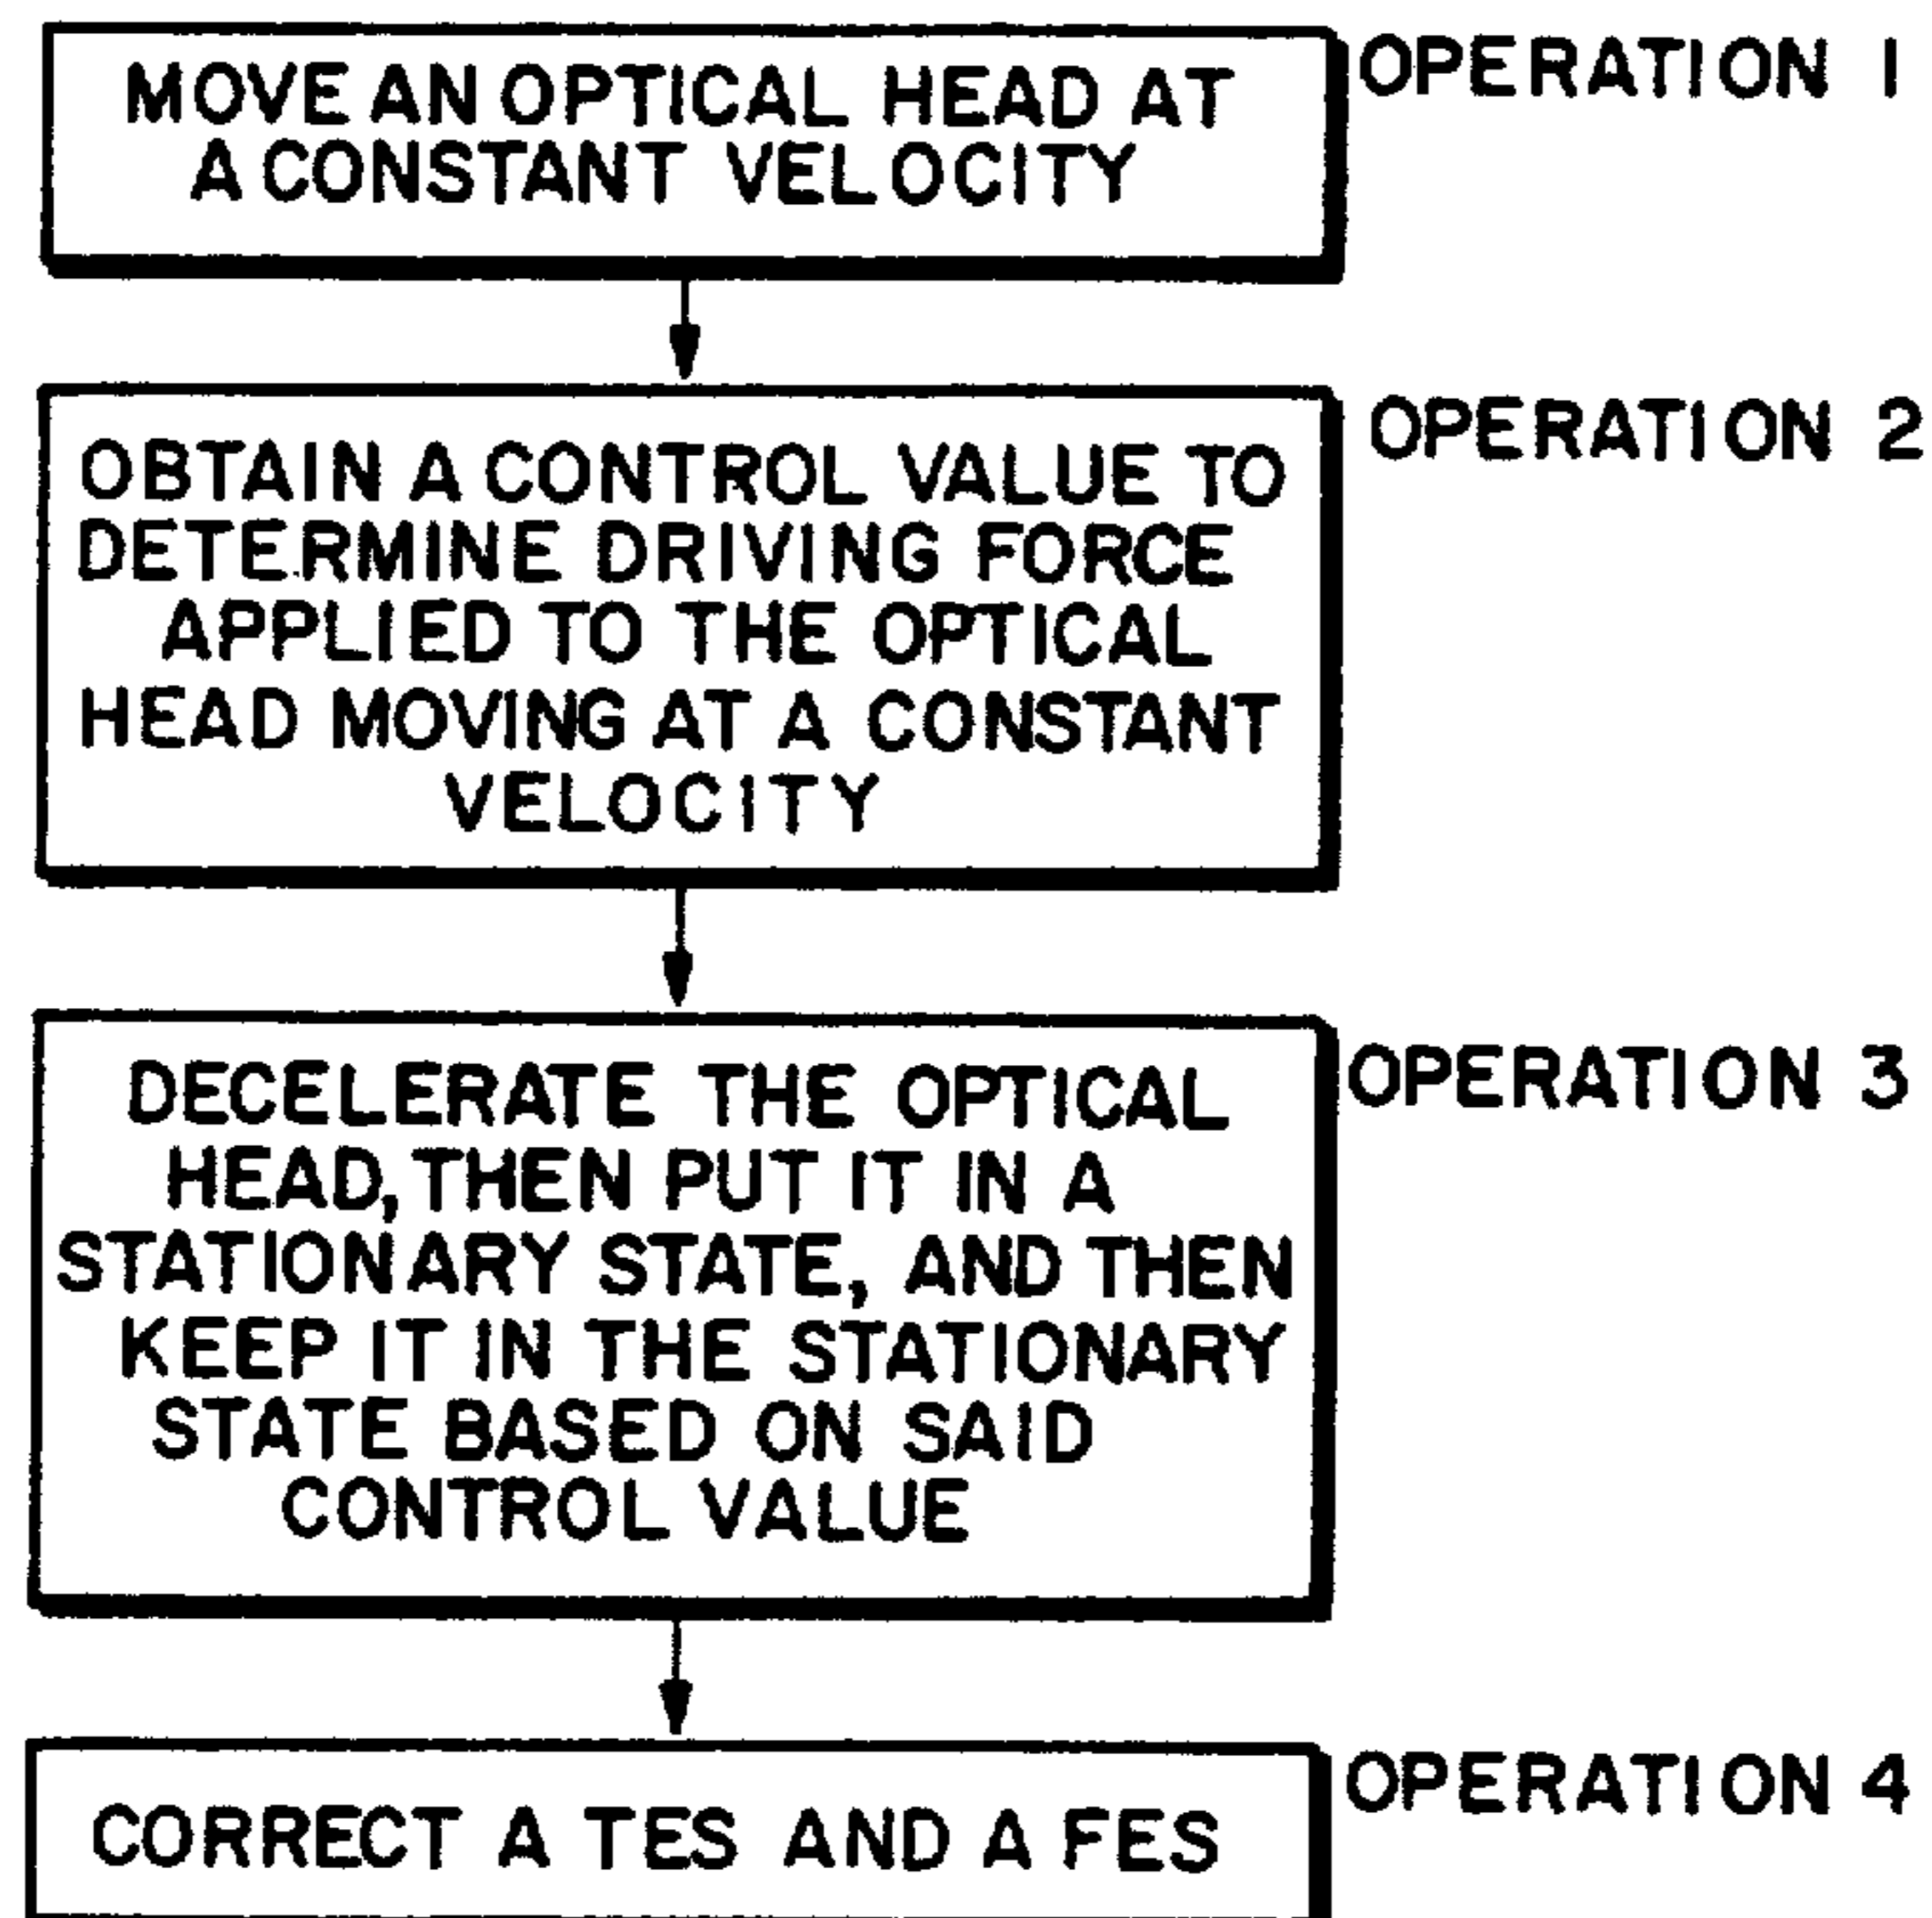 MOVE AN OPTICAL HEAD AT
A CONSTANT VELOCITY
OPERATION 1
OBTAIN A CONTROL VALUE TO
DETERMINE DRIVING FORCE
APPLIED TO THE OPTICAL
HEAD MOVING AT A CONSTANT
VELOCITY
OPERATION 2
DECELERATE THE OPTICAL
HEAD, THEN PUT IT IN A
STATIONARY STATE, AND THEN
KEEP IT IN THE STATIONARY
STATE BASED ON SAID
CONTROL VALUE
OPERATION 3
CORRECT A TES AND A FES
OPERATION 4